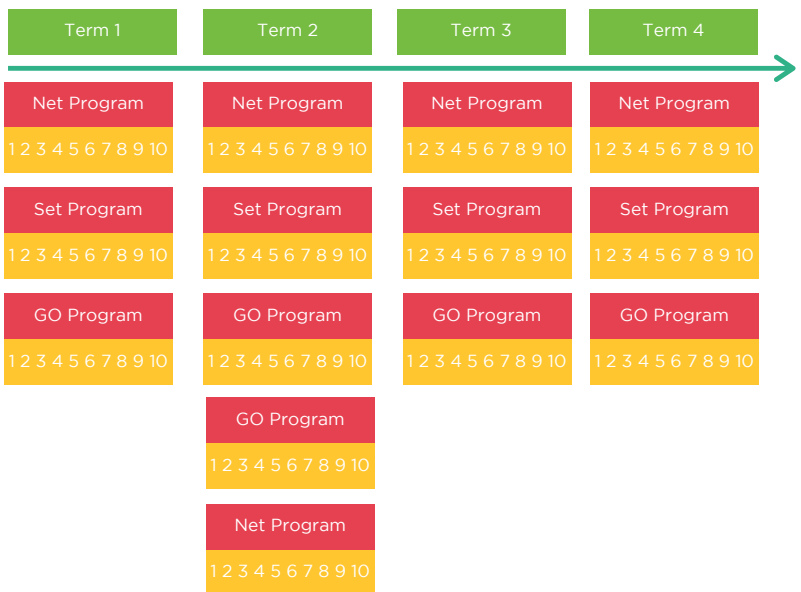 Term 1 Term 2 Term 3 Term 4
Net Program Net Program Net Program Net Program
1 2 3 4 5 6 7 8 9 10 1 2 3 4 5 6 7 8 9 10 1 2 3 4 5 6 7 8 9 10 1 2 3 4 5 6 7 8 9 10
Set Program Set Program Set Program Set Program
1 2 3 4 5 6 7 8 9 10 1 2 3 4 5 6 7 8 9 10 1 2 3 4 5 6 7 8 9 10 1 2 3 4 5 6 7 8 9 10
GO Program GO Program GO Program GO Program
1 2 3 4 5 6 7 8 9 10 1 2 3 4 5 6 7 8 9 10 1 2 3 4 5 6 7 8 9 10 1 2 3 4 5 6 7 8 9 10
GO Program
1 2 3 4 5 6 7 8 9 10
Net Program
1 2 3 4 5 6 7 8 9 10